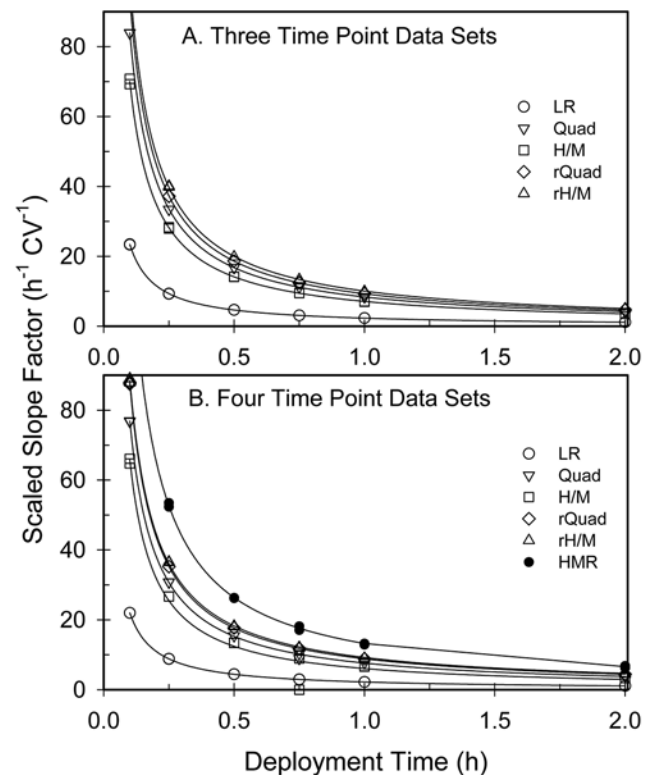 A. Three Time Point Data Sets
80
60
40
20
0
LR
Quad
H/M
rQuad
rH/M
0.0 0.5 1.0 1.5 2.0
B. Four Time Point Data Sets
80
60
40
20
0
LR
Quad
H/M
rQuad
rH/M
HMR
0.0 0.5 1.0 1.5 2.0
Scaled Slope Factor (h⁻¹ CV⁻¹)
Deployment Time (h)